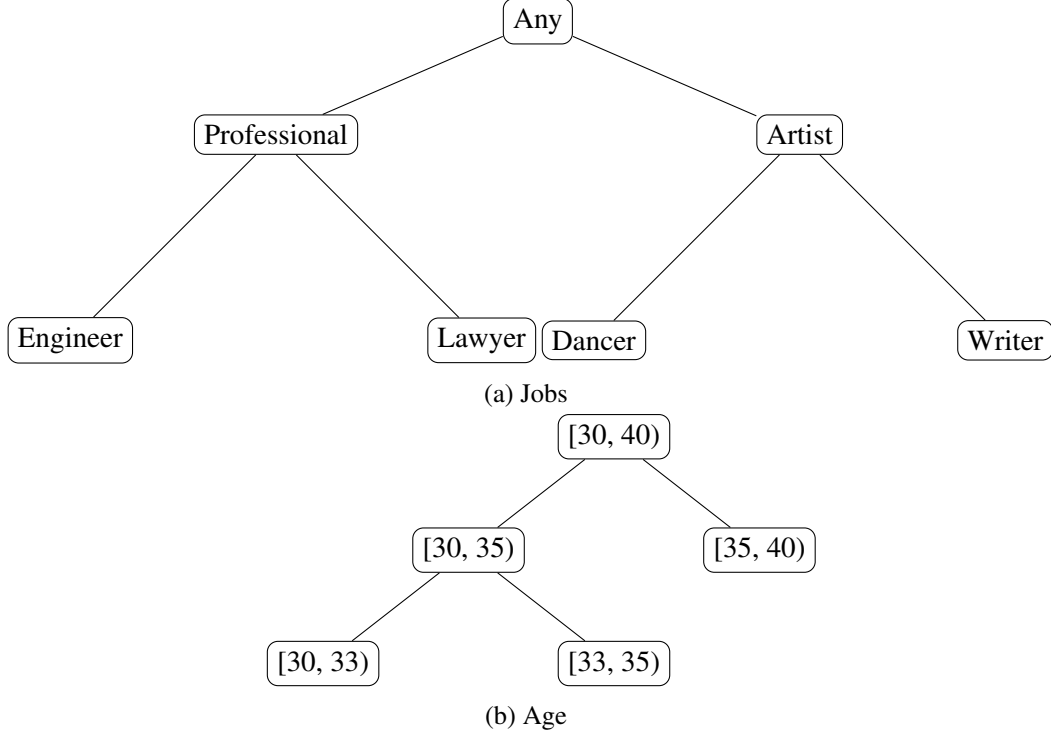 Any
Professional Artist
Engineer Lawyer Dancer Writer
(a) Jobs
[30, 40)
[30, 35) [35, 40)
[30, 33) [33, 35)
(b) Age